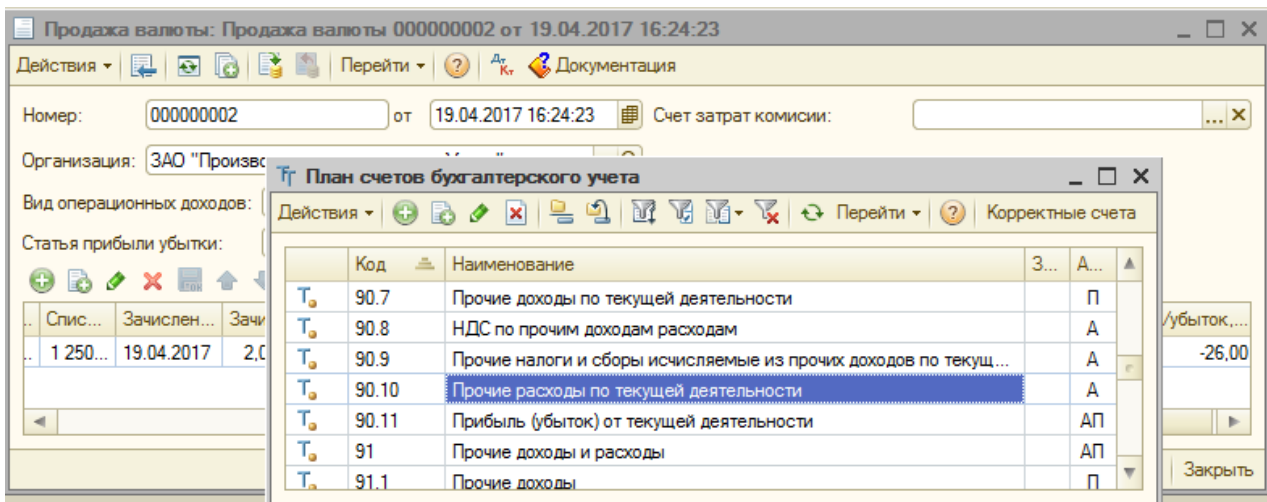 Продажа валюты: Продажа валюты 000000002 от 19.04.2017 16:24:23
Действия Перейти Дт Кт Документация
Номер: 000000002 от 19.04.2017 16:24:23 Счет затрат комисии: ...
Организация: ЗАО "Произвс
План счетов бухгалтерского учета
Вид операционных доходов:
Действия Перейти Корректные счета
Статья прибыли убытки:
Код Наименование З... А...
90.7 Прочие доходы по текущей деятельности П
.. Спис... Зачислен... Зачи /убыток,...
90.8 НДС по прочим доходам расходам А
.. 1 250... 19.04.2017 2,0 -26,00
90.9 Прочие налоги и сборы исчисляемые из прочих доходов по текущ... А
90.10 Прочие расходы по текущей деятельности А
90.11 Прибыль (убыток) от текущей деятельности АП
91 Прочие доходы и расходы АП
Закрыть
91.1 Прочие доходы П